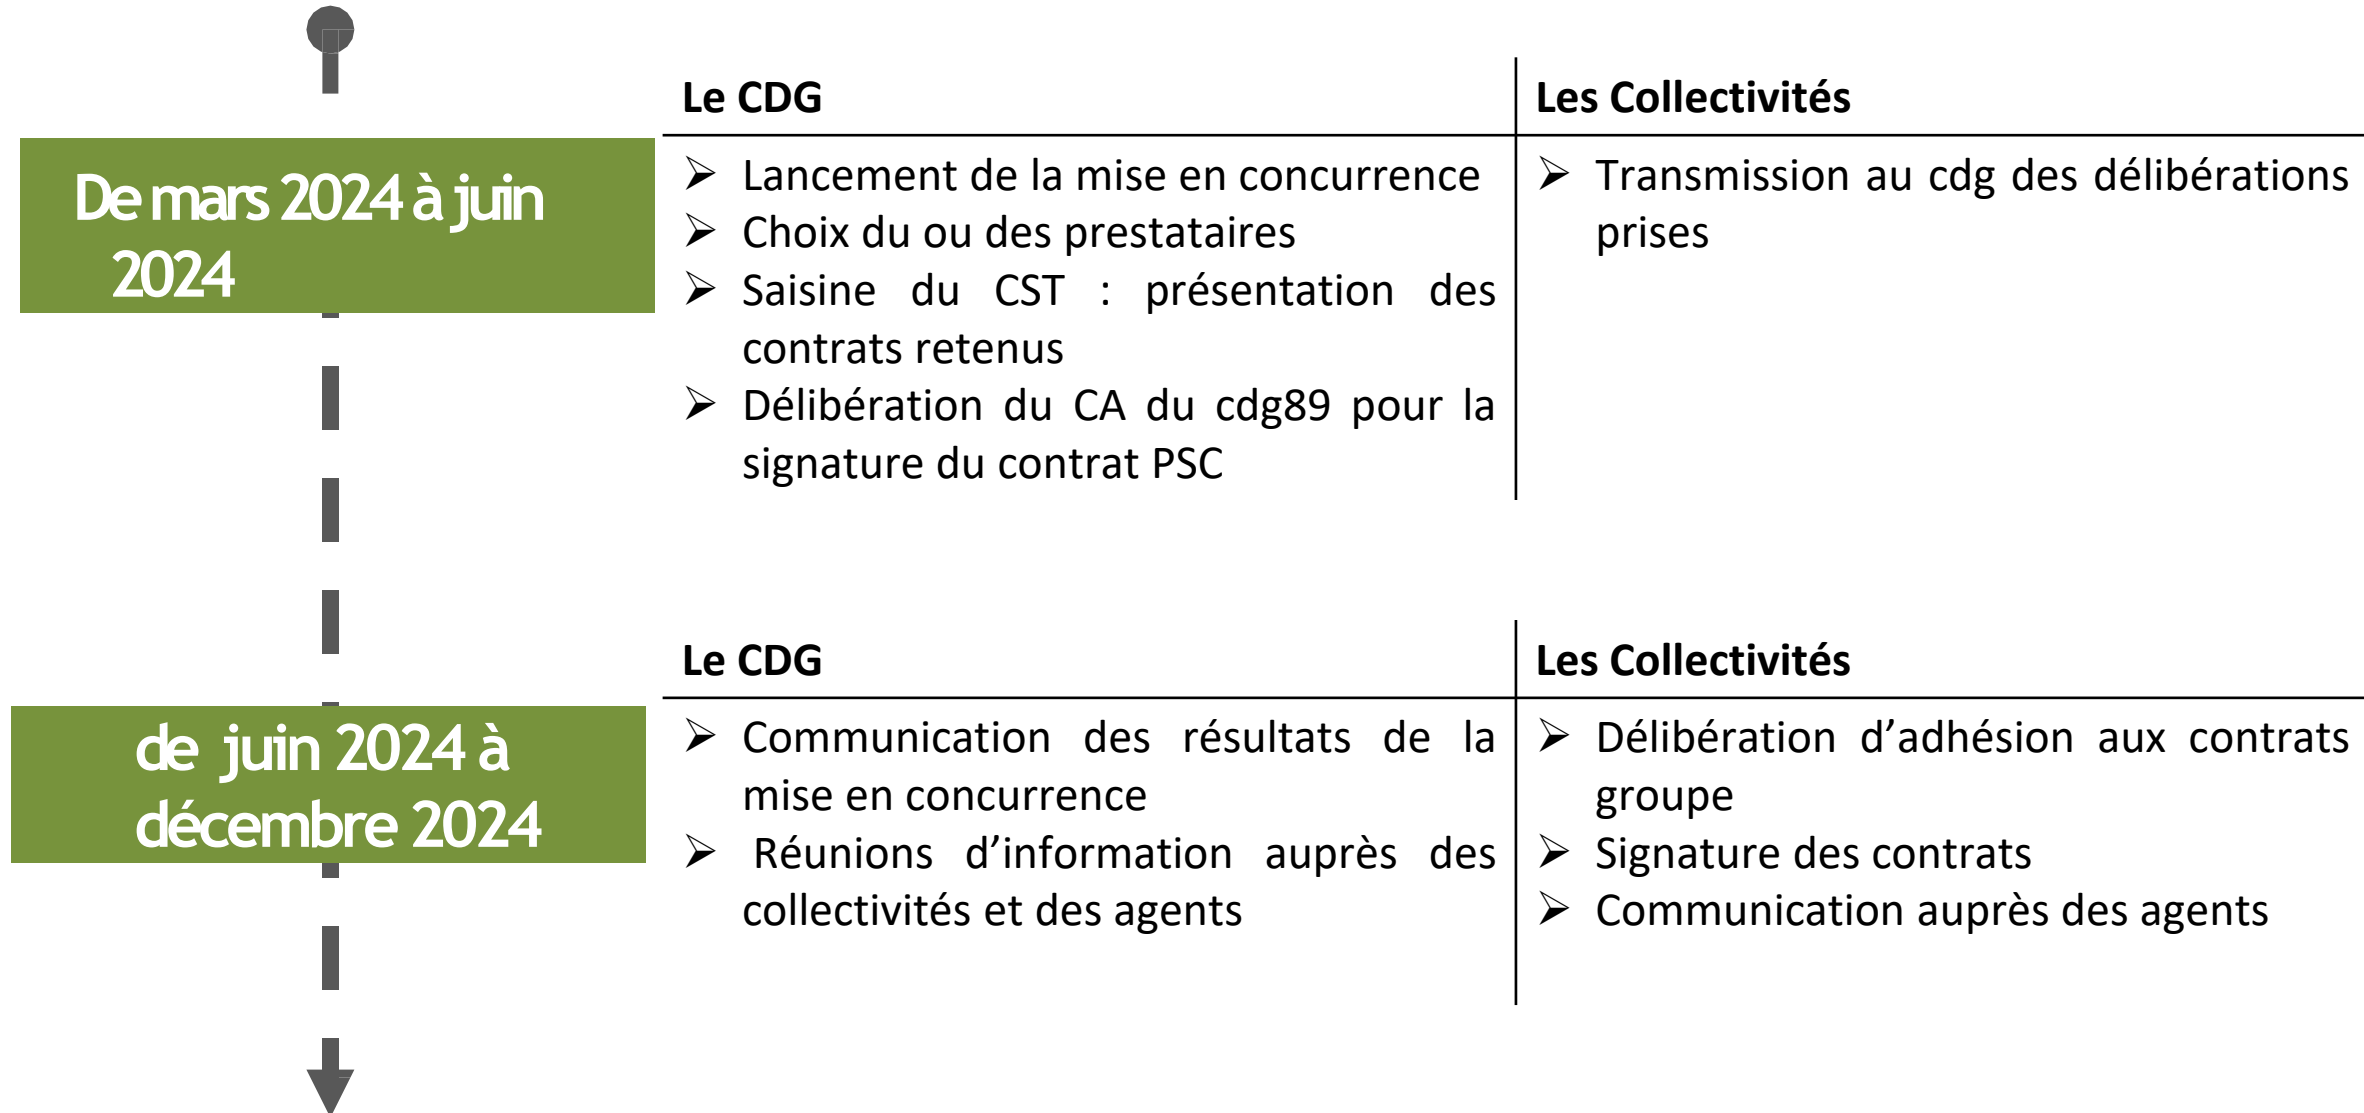 De mars 2024 à juin
2024
Le CDG
Les Collectivités
➢ Lancement de la mise en concurrence
➢ Choix du ou des prestataires
➢ Saisine du CST : présentation des
contrats retenus
➢ Délibération du CA du cdg89 pour la
signature du contrat PSC
➢ Transmission au cdg des délibérations
prises
de juin 2024 à
décembre 2024
Le CDG
Les Collectivités
➢ Communication des résultats de la
mise en concurrence
➢ Réunions d’information auprès des
collectivités et des agents
➢ Délibération d’adhésion aux contrats
groupe
➢ Signature des contrats
➢ Communication auprès des agents